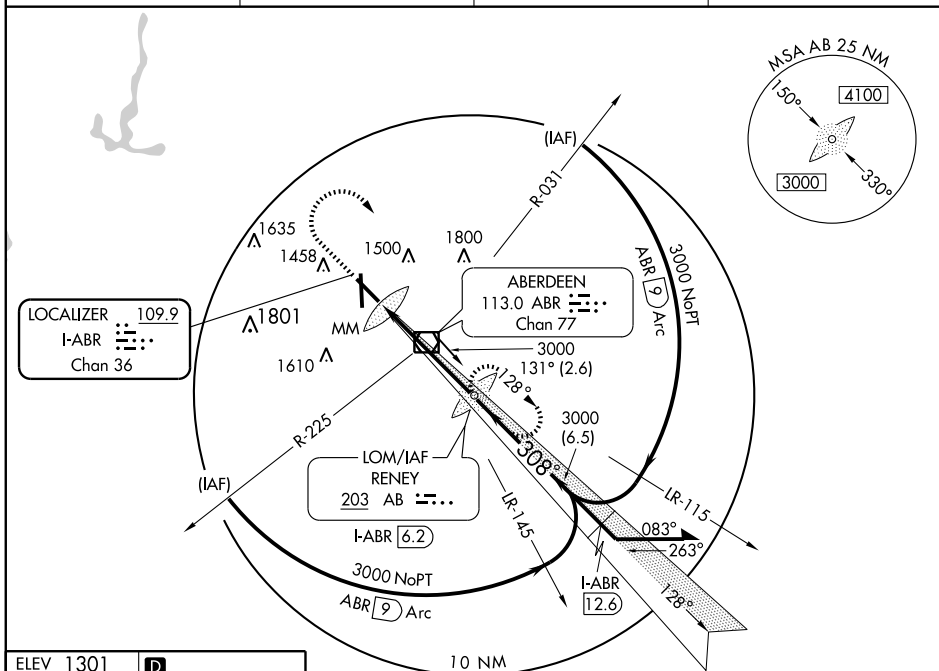 MSA AB 25 NM
150°
4100
3000
330°
(IAF)
R-031
3000 NoPT
ABR 9 Arc
1635
1458
1500
1800
ABERDEEN
113.0 ABR
Chan 77
LOCALIZER 109.9
I-ABR
Chan 36
1801
MM
1610
3000
131° (2.6)
128°
3000
(6.5)
R-225
308°
LOM/IAF
RENEY
203 AB
I-ABR 6.2
LR-145
LR-115
083°
263°
(IAF)
3000 NoPT
ABR 9 Arc
I-ABR
12.6
128°
10 NM
ELEV 1301
D